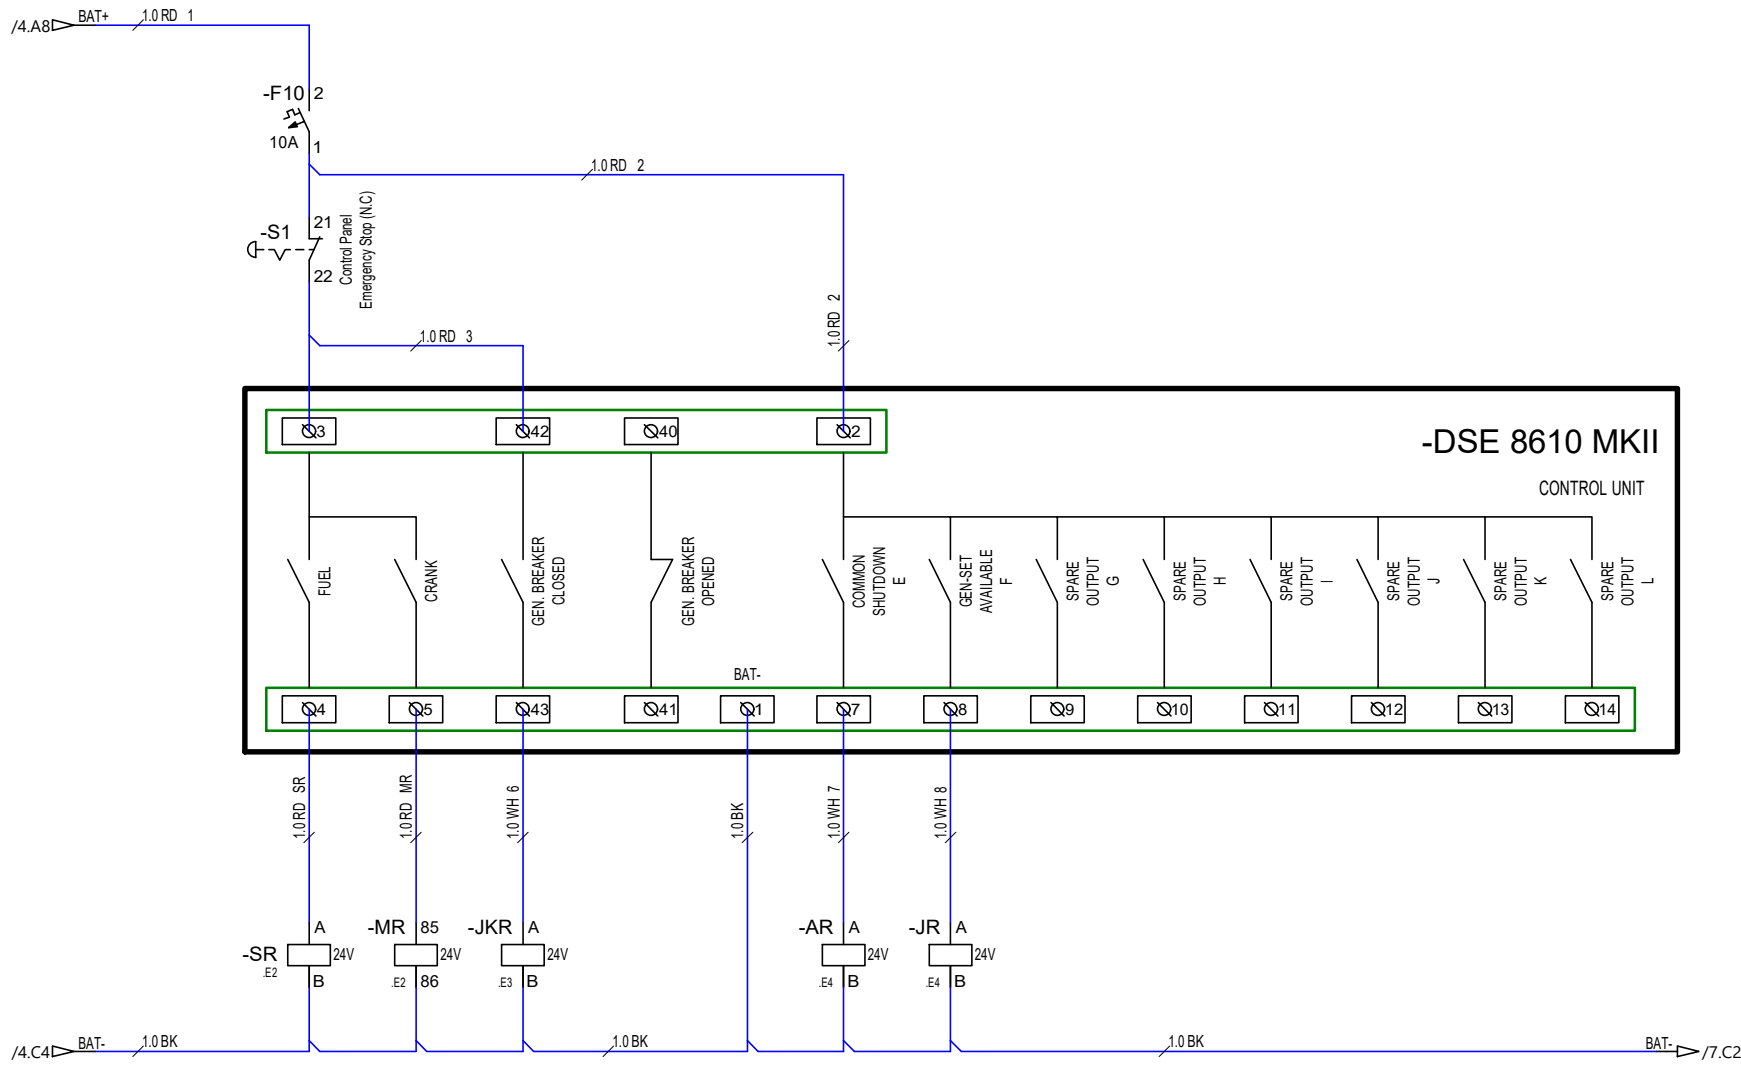 /4.A8 BAT+ 1.0 RD 1
-F10 2
10A 1
1.0 RD 2
-S1 21
22
Control Panel
Emergency Stop (N.C)
1.0 RD 3
1.0 RD 2
3 42 40 2
-DSE 8610 MKII
CONTROL UNIT
FUEL
CRANK
GEN. BREAKER
CLOSED
GEN. BREAKER
OPENED
COMMON
SHUTDOWN
E
GEN-SET
AVAILABLE
F
SPARE
OUTPUT
G
SPARE
OUTPUT
H
SPARE
OUTPUT
I
SPARE
OUTPUT
J
SPARE
OUTPUT
K
SPARE
OUTPUT
L
BAT-
4 5 43 41 1 7 8 9 10 11 12 13 14
1.0 RD SR
1.0 RD MR
1.0 WH 6
1.0 BK
1.0 WH 7
1.0 WH 8
-SR A 24V
.E2 B
-MR 85 24V
.E2 86
-JKR A 24V
.E3 B
-AR A 24V
.E4 B
-JR A 24V
.E4 B
/4.C4 BAT- 1.0 BK 1.0 BK 1.0 BK BAT- /7.C2